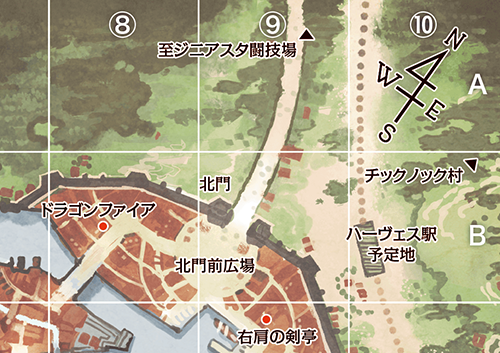 ⑧ ⑨ ⑩
至ジニアスタ闘技場 ▲
N
W
E
S
A
チックノック村
北門
ドラゴンファイア
ハーヴェス駅
予定地
B
北門前広場
右肩の剣亭